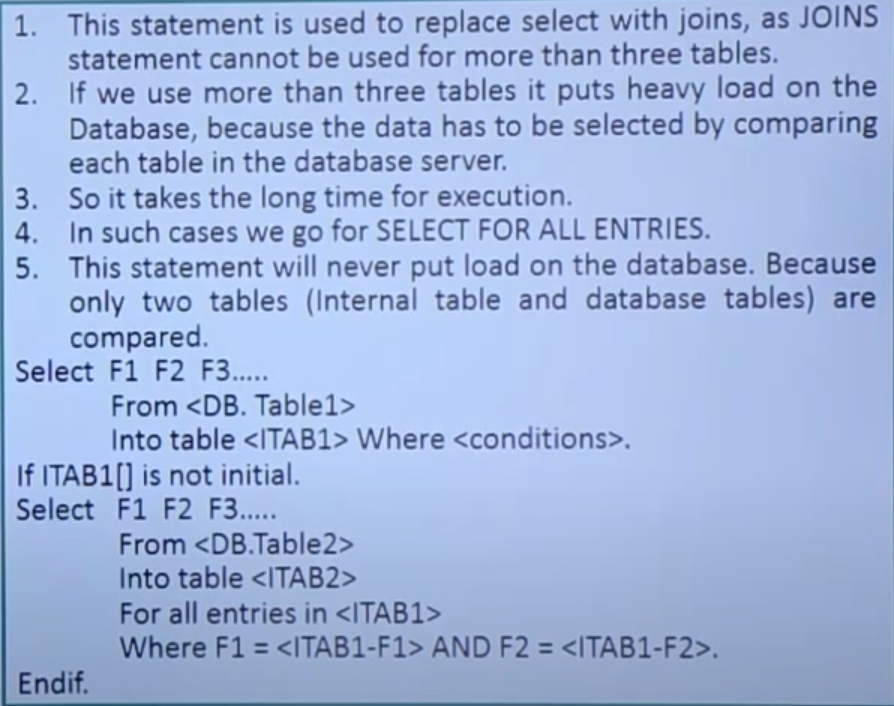 1. This statement is used to replace select with joins, as JOINS
statement cannot be used for more than three tables.
2. If we use more than three tables it puts heavy load on the
Database, because the data has to be selected by comparing
each table in the database server.
3. So it takes the long time for execution.
4. In such cases we go for SELECT FOR ALL ENTRIES.
5. This statement will never put load on the database. Because
only two tables (Internal table and database tables) are
compared.
Select F1 F2 F3.....
From <DB. Table1>
Into table <ITAB1> Where <conditions>.
If ITAB1[] is not initial.
Select F1 F2 F3.....
From <DB.Table2>
Into table <ITAB2>
For all entries in <ITAB1>
Where F1 = <ITAB1-F1> AND F2 = <ITAB1-F2>.
Endif.